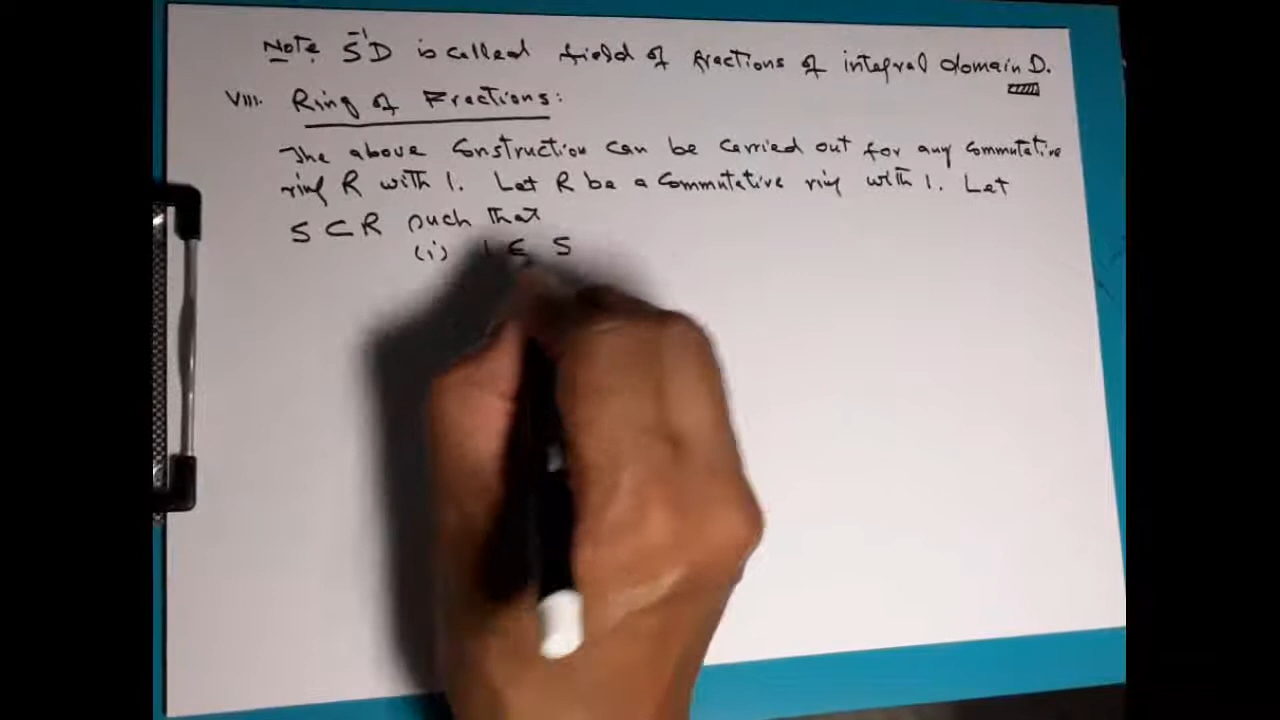 Note: S⁻¹D is called field of fractions of integral domain D.
VIII. Ring of Fractions:
The above Construction can be carried out for any commutative
ring R with 1. Let R be a Commutative ring with 1. Let
S ⊂ R such that
(i) 1 ∈ S